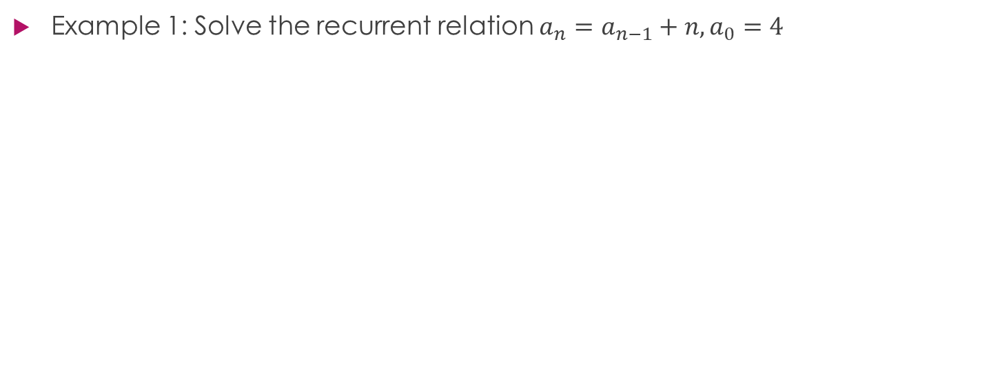 Example 1: Solve the recurrent relation aₙ = aₙ₋₁ + n, a₀ = 4